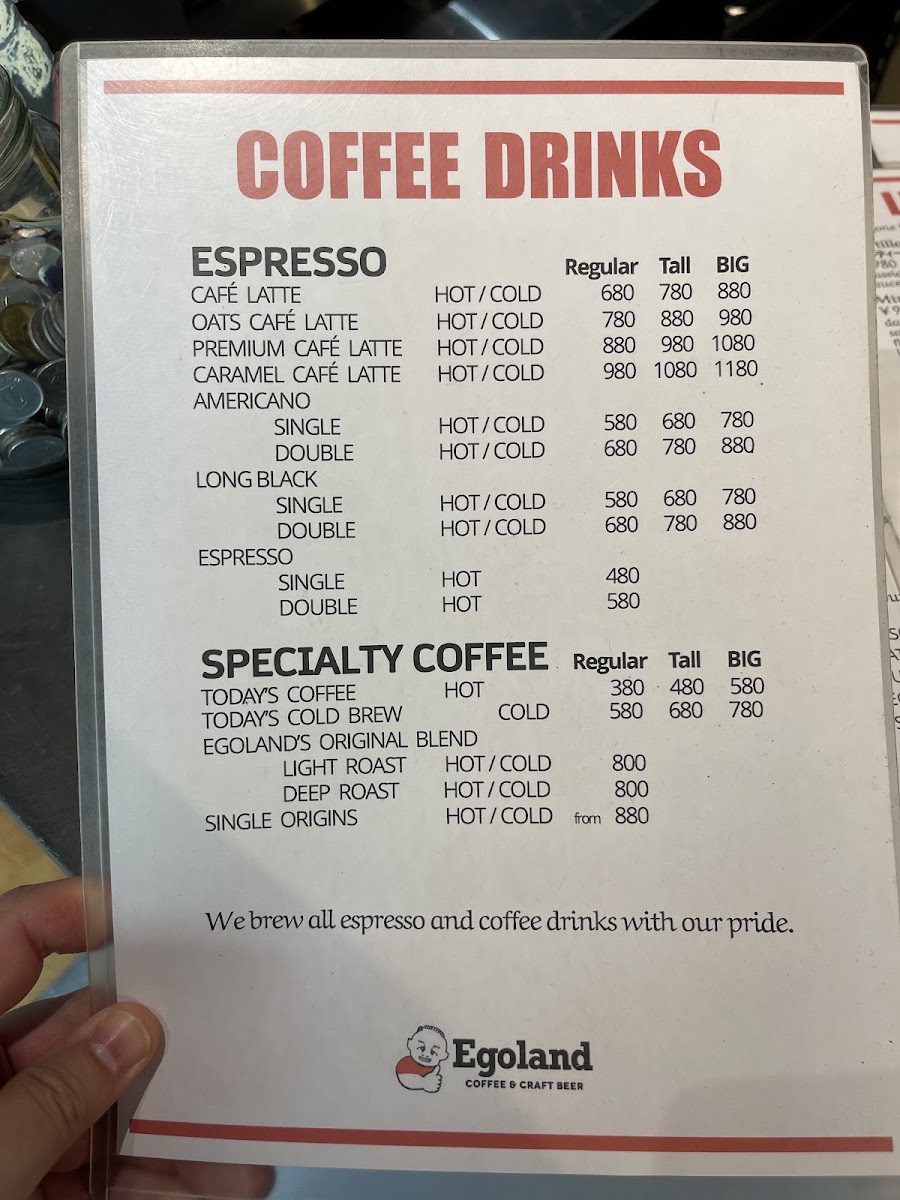 COFFEE DRINKS
ESPRESSO Regular Tall BIG
CAFÉ LATTE HOT / COLD 680 780 880
OATS CAFÉ LATTE HOT / COLD 780 880 980
PREMIUM CAFÉ LATTE HOT / COLD 880 980 1080
CARAMEL CAFÉ LATTE HOT / COLD 980 1080 1180
AMERICANO
SINGLE HOT / COLD 580 680 780
DOUBLE HOT / COLD 680 780 880
LONG BLACK
SINGLE HOT / COLD 580 680 780
DOUBLE HOT / COLD 680 780 880
ESPRESSO
SINGLE HOT 480
DOUBLE HOT 580
SPECIALTY COFFEE Regular Tall BIG
TODAY'S COFFEE HOT 380 480 580
TODAY'S COLD BREW COLD 580 680 780
EGOLAND'S ORIGINAL BLEND
LIGHT ROAST HOT / COLD 800
DEEP ROAST HOT / COLD 800
SINGLE ORIGINS HOT / COLD from 880
We brew all espresso and coffee drinks with our pride.
Egoland
COFFEE & CRAFT BEER